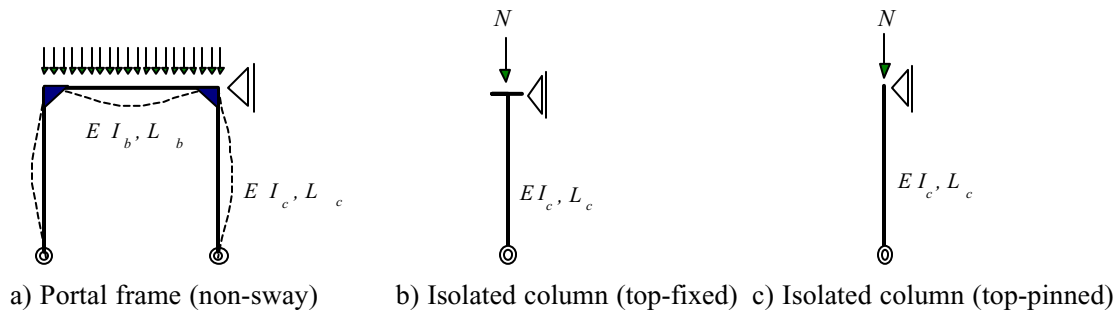 N
N
E I_b, L_b
E I_c, L_c
E I_c, L_c
E I_c, L_c
a) Portal frame (non-sway)
b) Isolated column (top-fixed)
c) Isolated column (top-pinned)